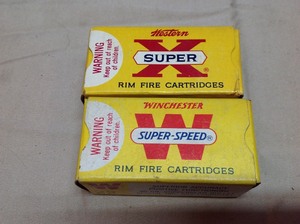 Western
X
SUPER
WARNING
Keep out of reach
of children.
RIM FIRE CARTRIDGES
WINCHESTER
W
SUPER-SPEED®
WARNING
Keep out of reach
of children.
RIM FIRE CARTRIDGES